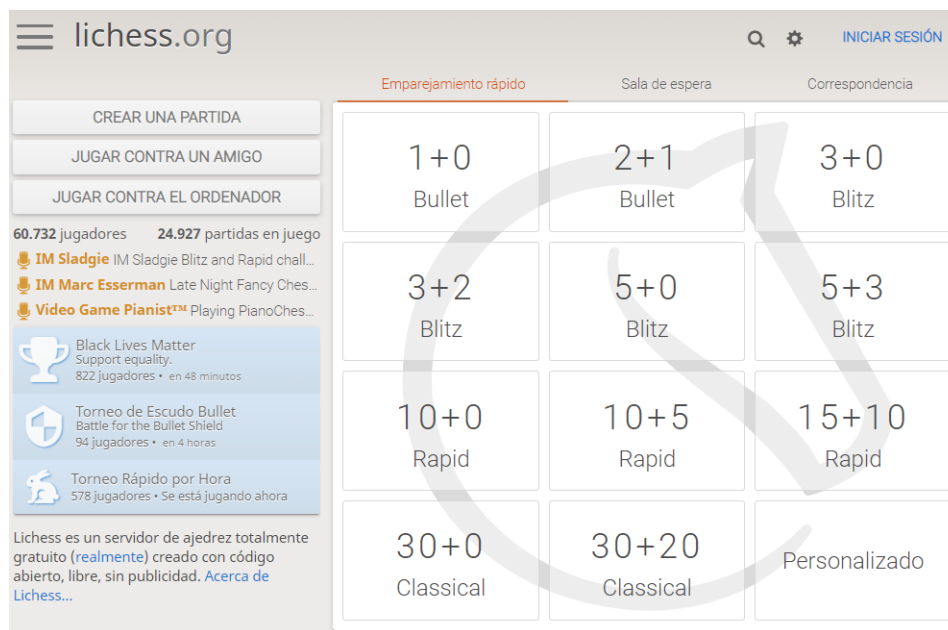 lichess.org
INICIAR SESIÓN
Emparejamiento rápido
Sala de espera
Correspondencia
CREAR UNA PARTIDA
JUGAR CONTRA UN AMIGO
JUGAR CONTRA EL ORDENADOR
60.732 jugadores 24.927 partidas en juego
IM Sladgie IM Sladgie Blitz and Rapid chall...
IM Marc Esserman Late Night Fancy Ches...
Video Game Pianist™ Playing PianoChes...
Black Lives Matter
Support equality.
822 jugadores • en 48 minutos
Torneo de Escudo Bullet
Battle for the Bullet Shield
94 jugadores • en 4 horas
Torneo Rápido por Hora
578 jugadores • Se está jugando ahora
Lichess es un servidor de ajedrez totalmente
gratuito (realmente) creado con código
abierto, libre, sin publicidad. Acerca de
Lichess...
1+0
Bullet
2+1
Bullet
3+0
Blitz
3+2
Blitz
5+0
Blitz
5+3
Blitz
10+0
Rapid
10+5
Rapid
15+10
Rapid
30+0
Classical
30+20
Classical
Personalizado